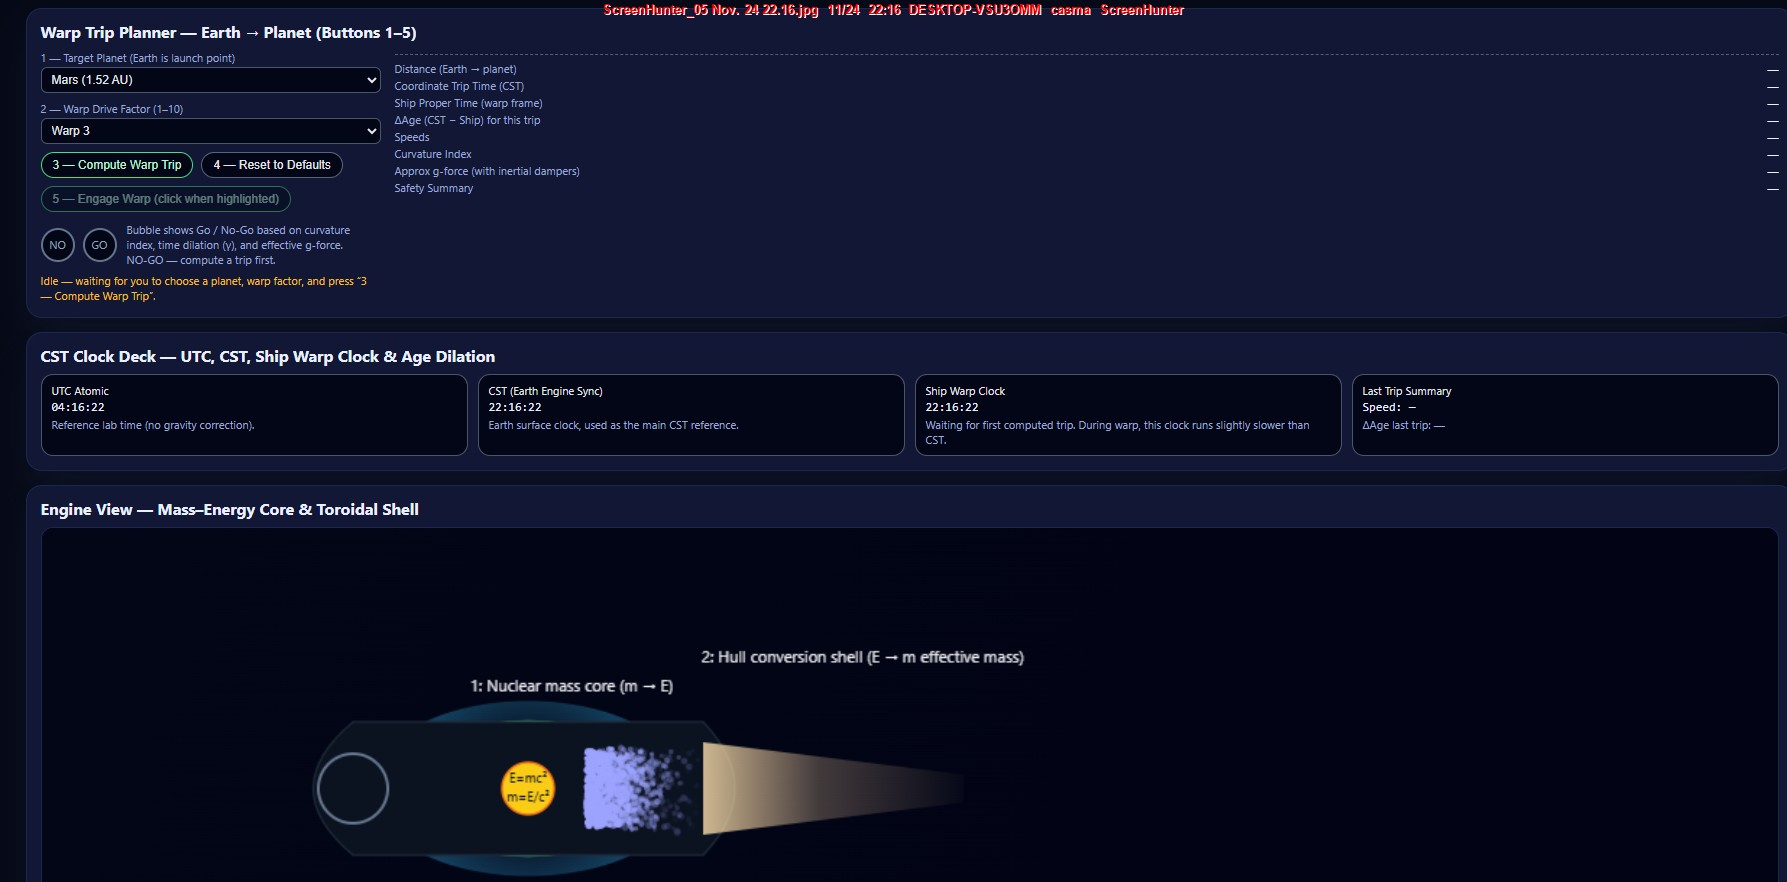 ScreenHunter_05 Nov. 24 22.16.jpg 11/24 22:16 DESKTOP-VSU3OMM casma ScreenHunter
Warp Trip Planner — Earth → Planet (Buttons 1–5)
1 — Target Planet (Earth is launch point)
Mars (1.52 AU)
2 — Warp Drive Factor (1–10)
Warp 3
3 — Compute Warp Trip
4 — Reset to Defaults
5 — Engage Warp (click when highlighted)
NO
GO
Bubble shows Go / No-Go based on curvature
index, time dilation (γ), and effective g-force.
NO-GO — compute a trip first.
Idle — waiting for you to choose a planet, warp factor, and press “3
— Compute Warp Trip”.
Distance (Earth → planet) —
Coordinate Trip Time (CST) —
Ship Proper Time (warp frame) —
ΔAge (CST − Ship) for this trip —
Speeds —
Curvature Index —
Approx g-force (with inertial dampers) —
Safety Summary —
CST Clock Deck — UTC, CST, Ship Warp Clock & Age Dilation
UTC Atomic
04:16:22
Reference lab time (no gravity correction).
CST (Earth Engine Sync)
22:16:22
Earth surface clock, used as the main CST reference.
Ship Warp Clock
22:16:22
Waiting for first computed trip. During warp, this clock runs slightly slower than
CST.
Last Trip Summary
Speed: —
ΔAge last trip: —
Engine View — Mass–Energy Core & Toroidal Shell
2: Hull conversion shell (E → m effective mass)
1: Nuclear mass core (m → E)
E=mc²
m=E/c²